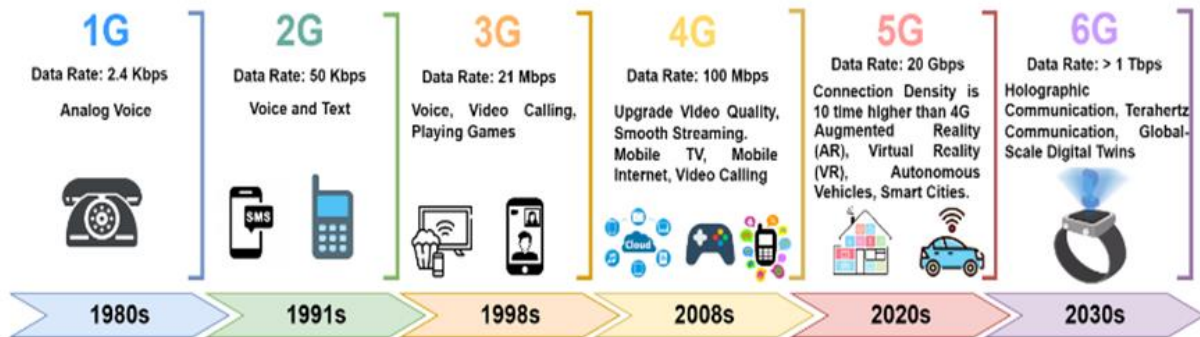 1G
Data Rate: 2.4 Kbps
Analog Voice
2G
Data Rate: 50 Kbps
Voice and Text
SMS
3G
Data Rate: 21 Mbps
Voice, Video Calling,
Playing Games
4G
Data Rate: 100 Mbps
Upgrade Video Quality,
Smooth Streaming.
Mobile TV, Mobile
Internet, Video Calling
Cloud
5G
Data Rate: 20 Gbps
Connection Density is
10 time higher than 4G
Augmented Reality
(AR), Virtual Reality
(VR), Autonomous
Vehicles, Smart Cities.
6G
Data Rate: > 1 Tbps
Holographic
Communication, Terahertz
Communication, Global-
Scale Digital Twins
1980s
1991s
1998s
2008s
2020s
2030s